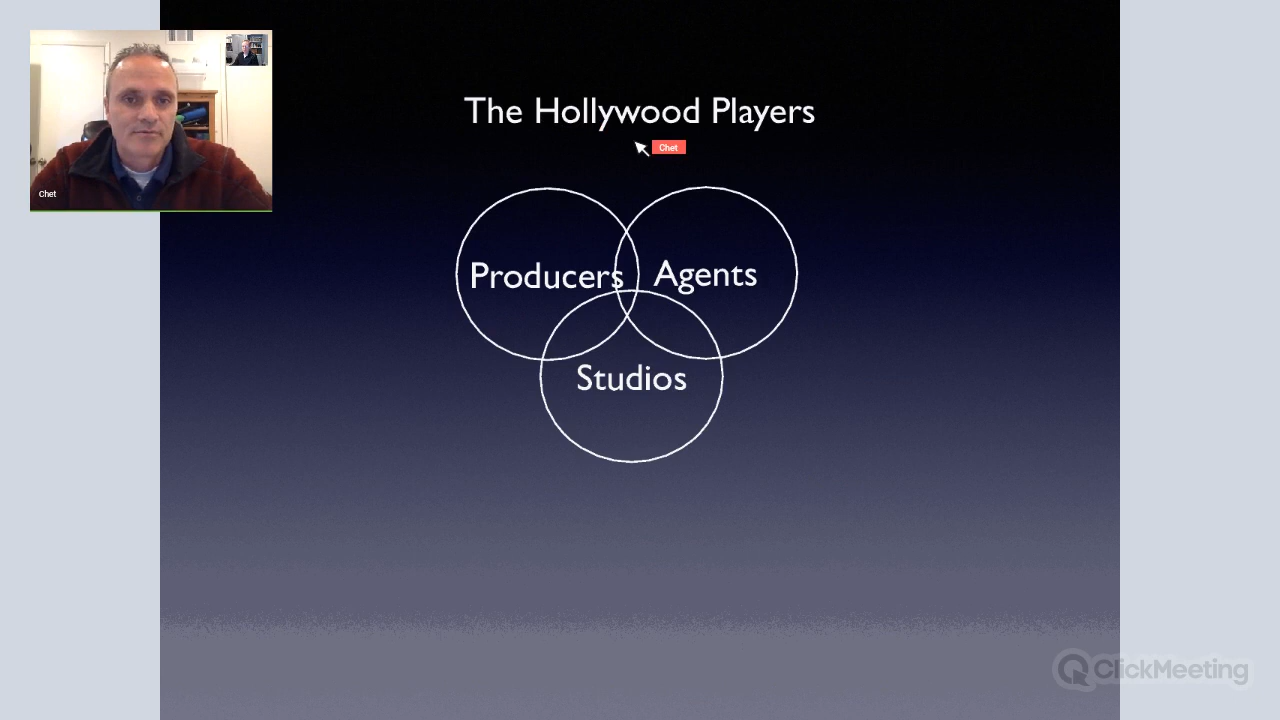 The Hollywood Players
Chet
Chet
Producers
Agents
Studios
ClickMeeting